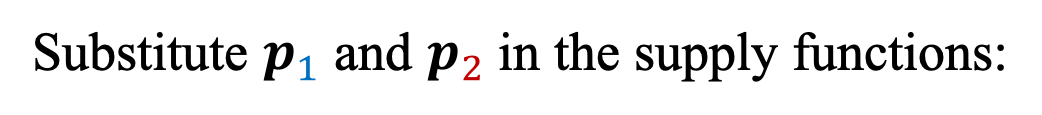 Substitute p₁ and p₂ in the supply functions: